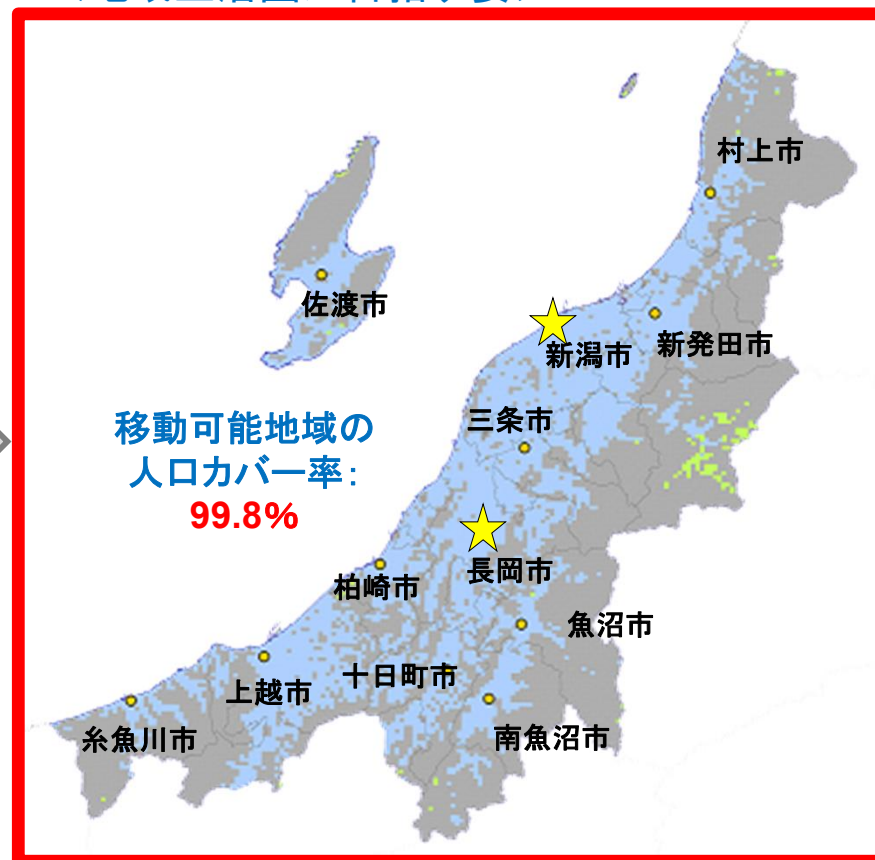 村上市
佐渡市
新潟市
新発田市
三条市
移動可能地域の
人口カバー率：
99.8%
長岡市
柏崎市
魚沼市
十日町市
上越市
南魚沼市
糸魚川市